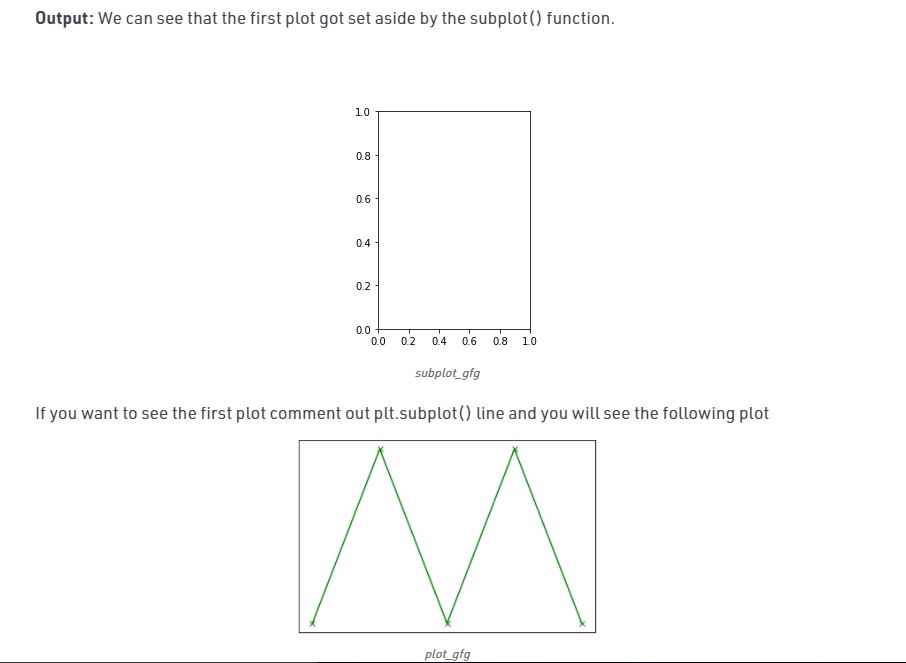 Output: We can see that the first plot got set aside by the subplot() function.
1.0
0.8
0.6
0.4
0.2
0.0
0.0 0.2 0.4 0.6 0.8 1.0
subplot_gfg
If you want to see the first plot comment out plt.subplot() line and you will see the following plot
plot_gfg